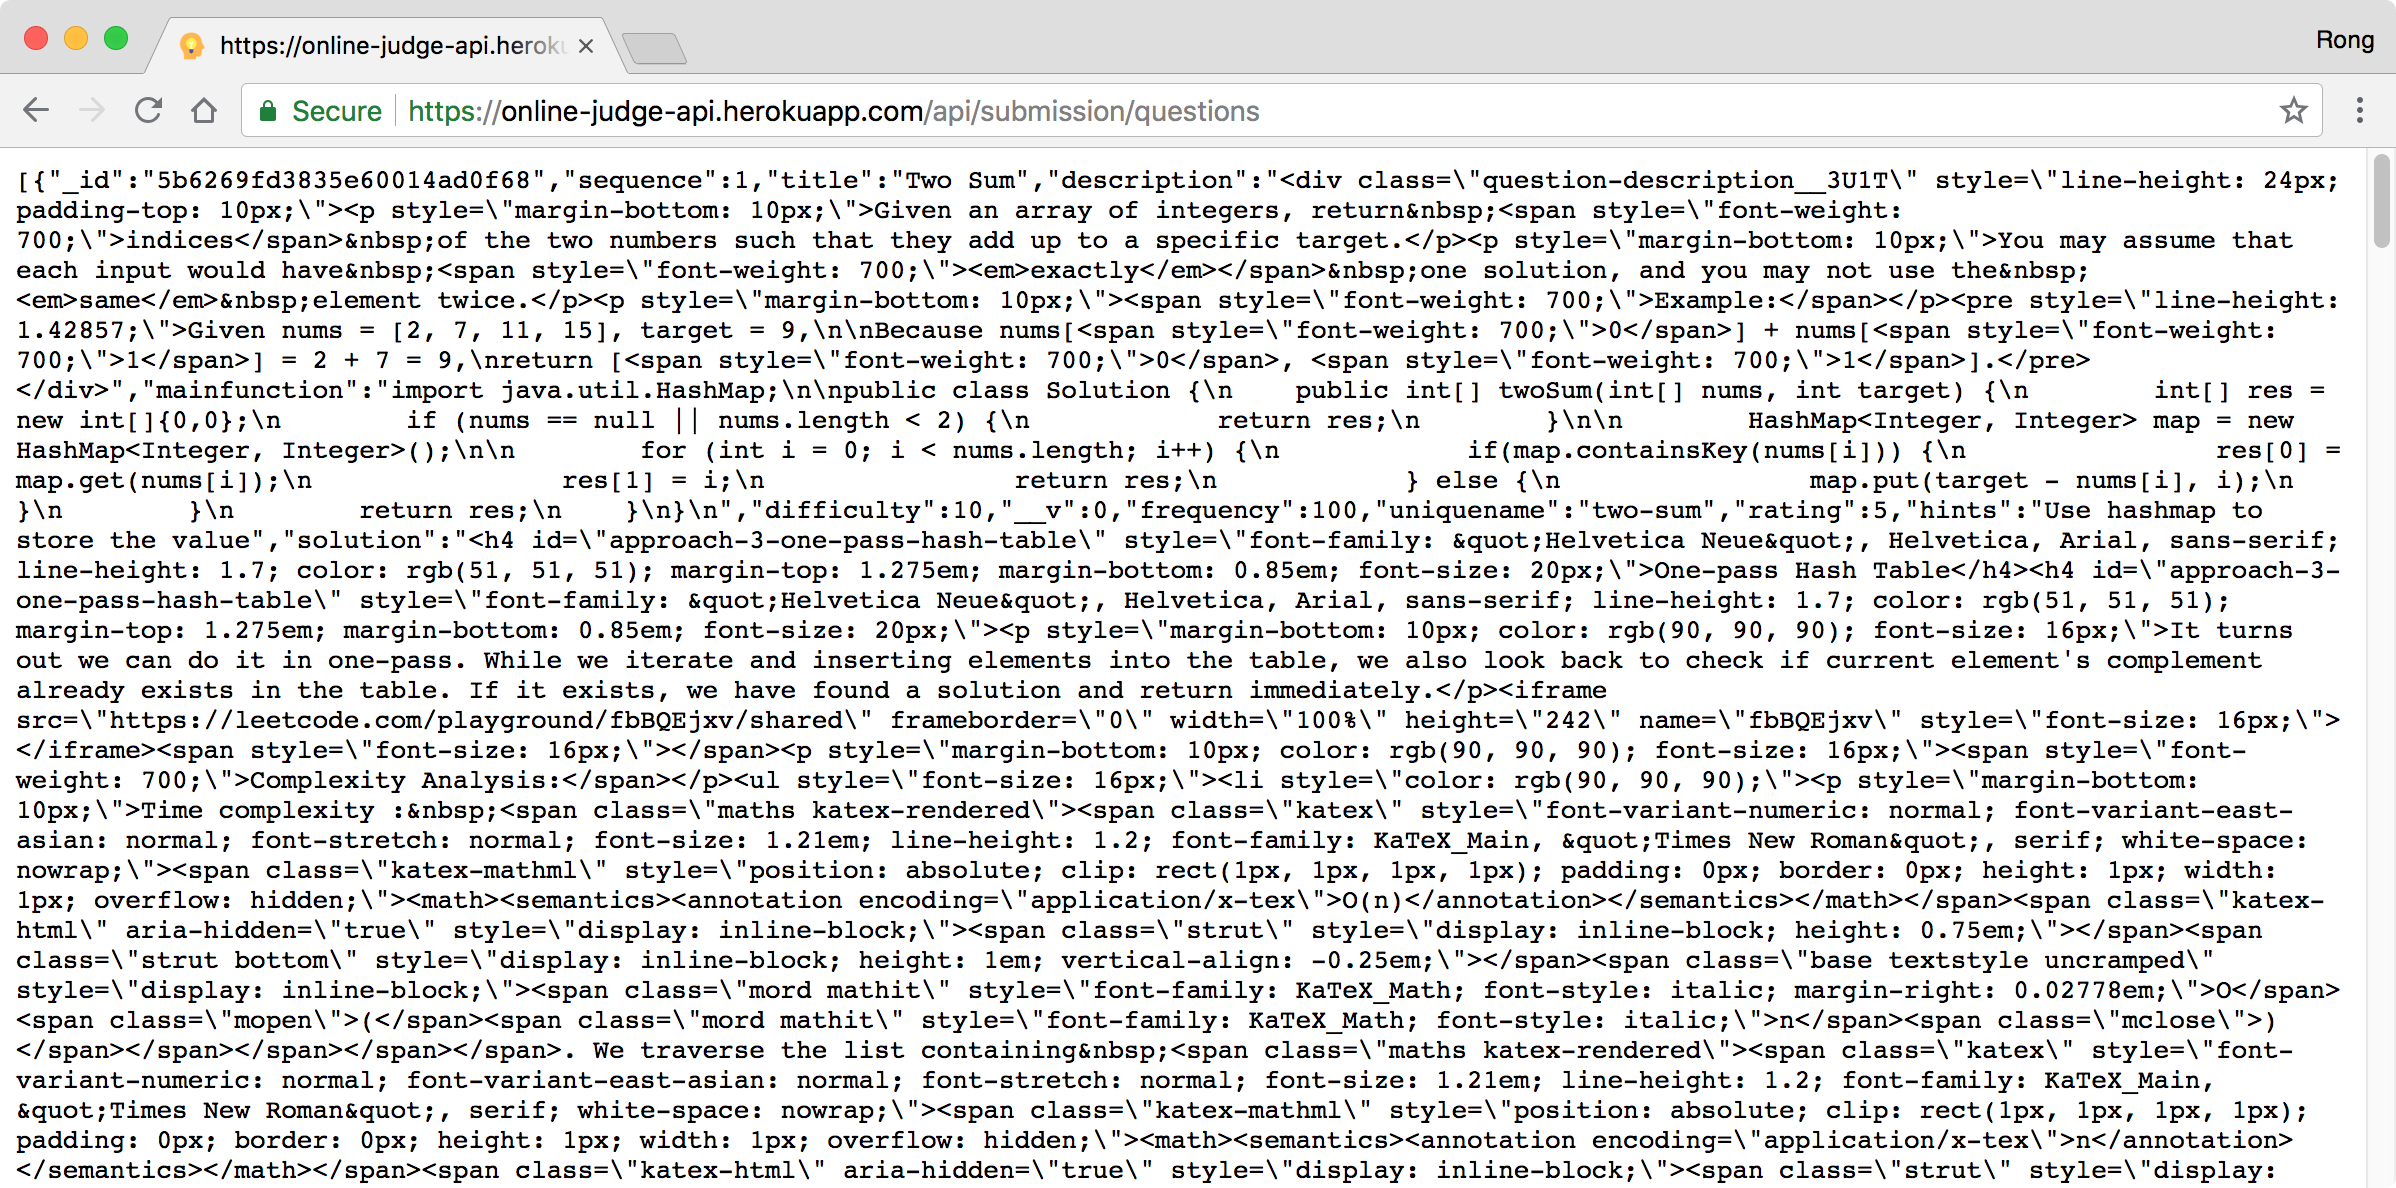 https://online-judge-api.heroku
Rong
Secure https://online-judge-api.herokuapp.com/api/submission/questions
[{"_id":"5b6269fd3835e60014ad0f68","sequence":1,"title":"Two Sum","description":"<div class=\"question-description__3U1T\" style=\"line-height: 24px;
padding-top: 10px;\"><p style=\"margin-bottom: 10px;\">Given an array of integers, return&nbsp;<span style=\"font-weight:
700;\">indices</span>&nbsp;of the two numbers such that they add up to a specific target.</p><p style=\"margin-bottom: 10px;\">You may assume that
each input would have&nbsp;<span style=\"font-weight: 700;\"><em>exactly</em></span>&nbsp;one solution, and you may not use the&nbsp;
<em>same</em>&nbsp;element twice.</p><p style=\"margin-bottom: 10px;\"><span style=\"font-weight: 700;\">Example:</span></p><pre style=\"line-height:
1.42857;\">Given nums = [2, 7, 11, 15], target = 9,\n\nBecause nums[<span style=\"font-weight: 700;\">0</span>] + nums[<span style=\"font-weight:
700;\">1</span>] = 2 + 7 = 9,\nreturn [<span style=\"font-weight: 700;\">0</span>, <span style=\"font-weight: 700;\">1</span>].</pre>
</div>","mainfunction":"import java.util.HashMap;\n\npublic class Solution {\n    public int[] twoSum(int[] nums, int target) {\n        int[] res =
new int[]{0,0};\n        if (nums == null || nums.length < 2) {\n            return res;\n        }\n\n        HashMap<Integer, Integer> map = new
HashMap<Integer, Integer>();\n\n        for (int i = 0; i < nums.length; i++) {\n            if(map.containsKey(nums[i])) {\n                res[0] =
map.get(nums[i]);\n                res[1] = i;\n                return res;\n            } else {\n                map.put(target - nums[i], i);\n
}\n        }\n        return res;\n    }\n}\n","difficulty":10,"__v":0,"frequency":100,"uniquename":"two-sum","rating":5,"hints":"Use hashmap to
store the value","solution":"<h4 id=\"approach-3-one-pass-hash-table\" style=\"font-family: &quot;Helvetica Neue&quot;, Helvetica, Arial, sans-serif;
line-height: 1.7; color: rgb(51, 51, 51); margin-top: 1.275em; margin-bottom: 0.85em; font-size: 20px;\">One-pass Hash Table</h4><h4 id=\"approach-3-
one-pass-hash-table\" style=\"font-family: &quot;Helvetica Neue&quot;, Helvetica, Arial, sans-serif; line-height: 1.7; color: rgb(51, 51, 51);
margin-top: 1.275em; margin-bottom: 0.85em; font-size: 20px;\"><p style=\"margin-bottom: 10px; color: rgb(90, 90, 90); font-size: 16px;\">It turns
out we can do it in one-pass. While we iterate and inserting elements into the table, we also look back to check if current element's complement
already exists in the table. If it exists, we have found a solution and return immediately.</p><iframe
src=\"https://leetcode.com/playground/fbBQEjxv/shared\" frameborder=\"0\" width=\"100%\" height=\"242\" name=\"fbBQEjxv\" style=\"font-size: 16px;\">
</iframe><span style=\"font-size: 16px;\"></span><p style=\"margin-bottom: 10px; color: rgb(90, 90, 90); font-size: 16px;\"><span style=\"font-
weight: 700;\">Complexity Analysis:</span></p><ul style=\"font-size: 16px;\"><li style=\"color: rgb(90, 90, 90);\"><p style=\"margin-bottom:
10px;\">Time complexity :&nbsp;<span class=\"maths katex-rendered\"><span class=\"katex\" style=\"font-variant-numeric: normal; font-variant-east-
asian: normal; font-stretch: normal; font-size: 1.21em; line-height: 1.2; font-family: KaTeX_Main, &quot;Times New Roman&quot;, serif; white-space:
nowrap;\"><span class=\"katex-mathml\" style=\"position: absolute; clip: rect(1px, 1px, 1px, 1px); padding: 0px; border: 0px; height: 1px; width:
1px; overflow: hidden;\"><math><semantics><annotation encoding=\"application/x-tex\">O(n)</annotation></semantics></math></span><span class=\"katex-
html\" aria-hidden=\"true\" style=\"display: inline-block;\"><span class=\"strut\" style=\"display: inline-block; height: 0.75em;\"></span><span
class=\"strut bottom\" style=\"display: inline-block; height: 1em; vertical-align: -0.25em;\"></span><span class=\"base textstyle uncramped\"
style=\"display: inline-block;\"><span class=\"mord mathit\" style=\"font-family: KaTeX_Math; font-style: italic; margin-right: 0.02778em;\">O</span>
<span class=\"mopen\">(</span><span class=\"mord mathit\" style=\"font-family: KaTeX_Math; font-style: italic;\">n</span><span class=\"mclose\">)
</span></span></span></span></span>. We traverse the list containing&nbsp;<span class=\"maths katex-rendered\"><span class=\"katex\" style=\"font-
variant-numeric: normal; font-variant-east-asian: normal; font-stretch: normal; font-size: 1.21em; line-height: 1.2; font-family: KaTeX_Main,
&quot;Times New Roman&quot;, serif; white-space: nowrap;\"><span class=\"katex-mathml\" style=\"position: absolute; clip: rect(1px, 1px, 1px, 1px);
padding: 0px; border: 0px; height: 1px; width: 1px; overflow: hidden;\"><math><semantics><annotation encoding=\"application/x-tex\">n</annotation>
</semantics></math></span><span class=\"katex-html\" aria-hidden=\"true\" style=\"display: inline-block;\"><span class=\"strut\" style=\"display: